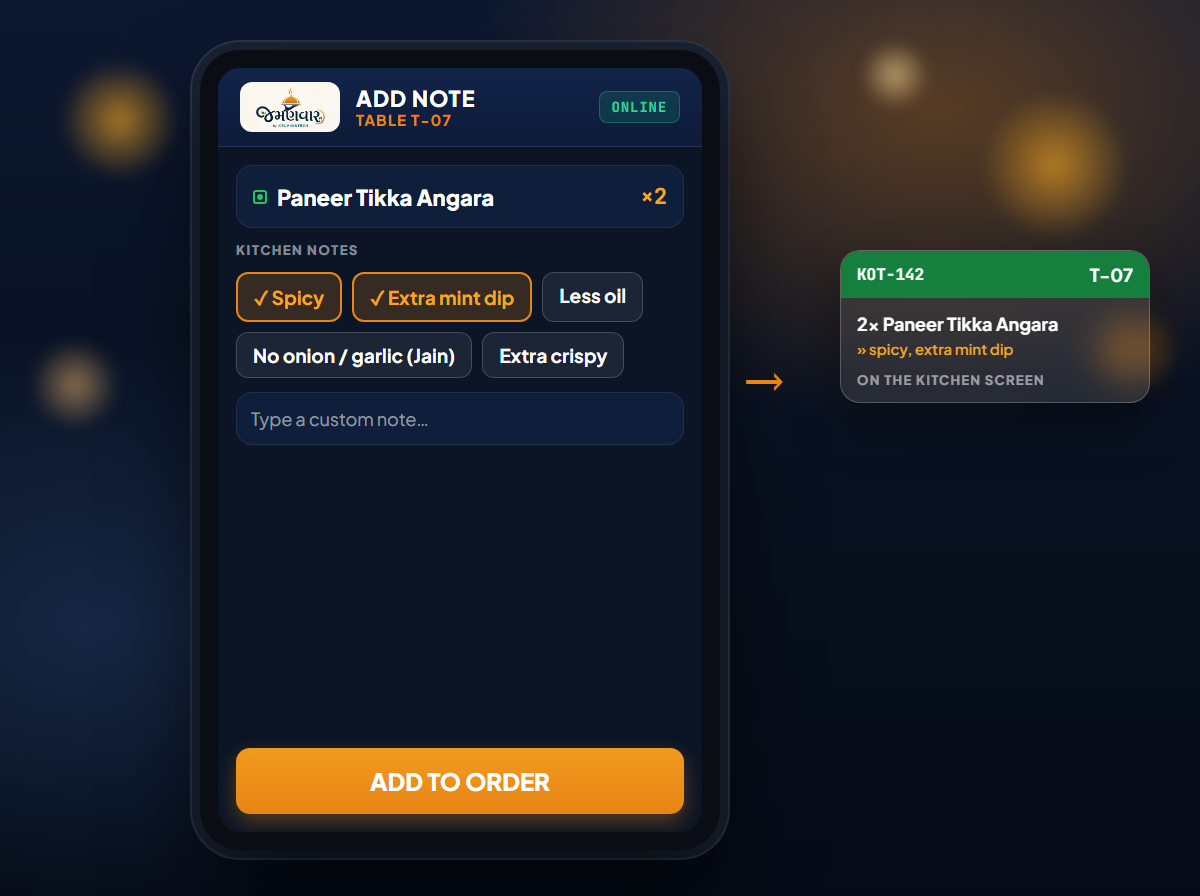 જમણવાર
ADD NOTE
TABLE T-07
ONLINE
Paneer Tikka Angara
×2
KITCHEN NOTES
✓ Spicy
✓ Extra mint dip
Less oil
No onion / garlic (Jain)
Extra crispy
Type a custom note…
ADD TO ORDER
→
KOT-142
T-07
2× Paneer Tikka Angara
» spicy, extra mint dip
ON THE KITCHEN SCREEN